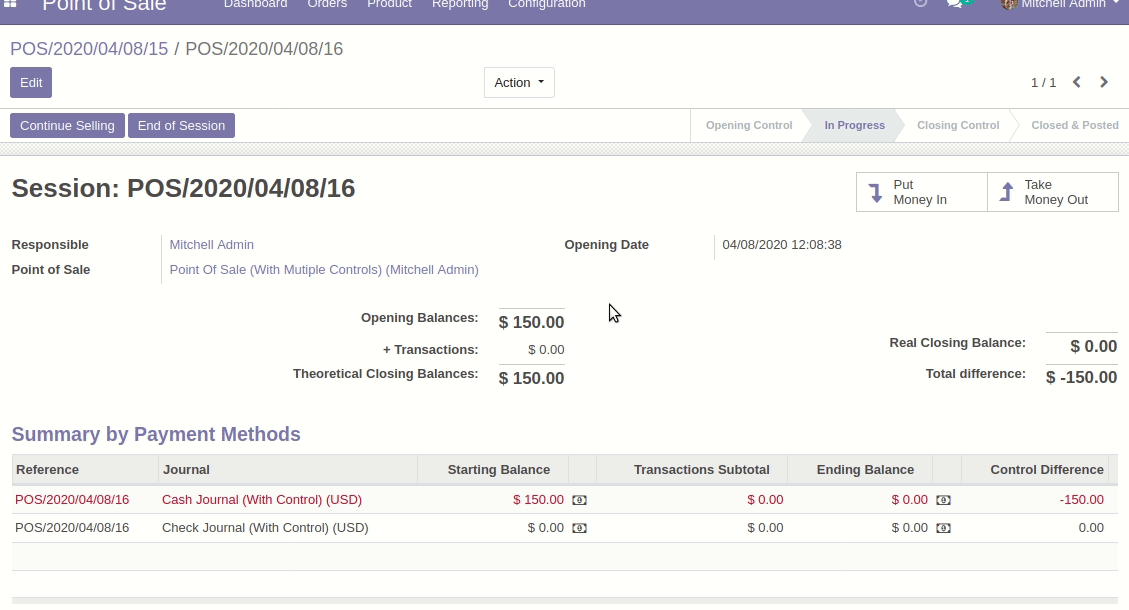 Point of Sale Dashboard Orders Product Reporting Configuration Mitchell Admin
POS/2020/04/08/15 / POS/2020/04/08/16
Edit Action 1 / 1
Continue Selling End of Session Opening Control In Progress Closing Control Closed & Posted
Session: POS/2020/04/08/16
Put Money In
Take Money Out
Responsible Mitchell Admin Opening Date 04/08/2020 12:08:38
Point of Sale Point Of Sale (With Mutiple Controls) (Mitchell Admin)
Opening Balances: $ 150.00
+ Transactions: $ 0.00 Real Closing Balance: $ 0.00
Theoretical Closing Balances: $ 150.00 Total difference: $ -150.00
Summary by Payment Methods
Reference Journal Starting Balance Transactions Subtotal Ending Balance Control Difference
POS/2020/04/08/16 Cash Journal (With Control) (USD) $ 150.00 $ 0.00 $ 0.00 -150.00
POS/2020/04/08/16 Check Journal (With Control) (USD) $ 0.00 $ 0.00 $ 0.00 0.00